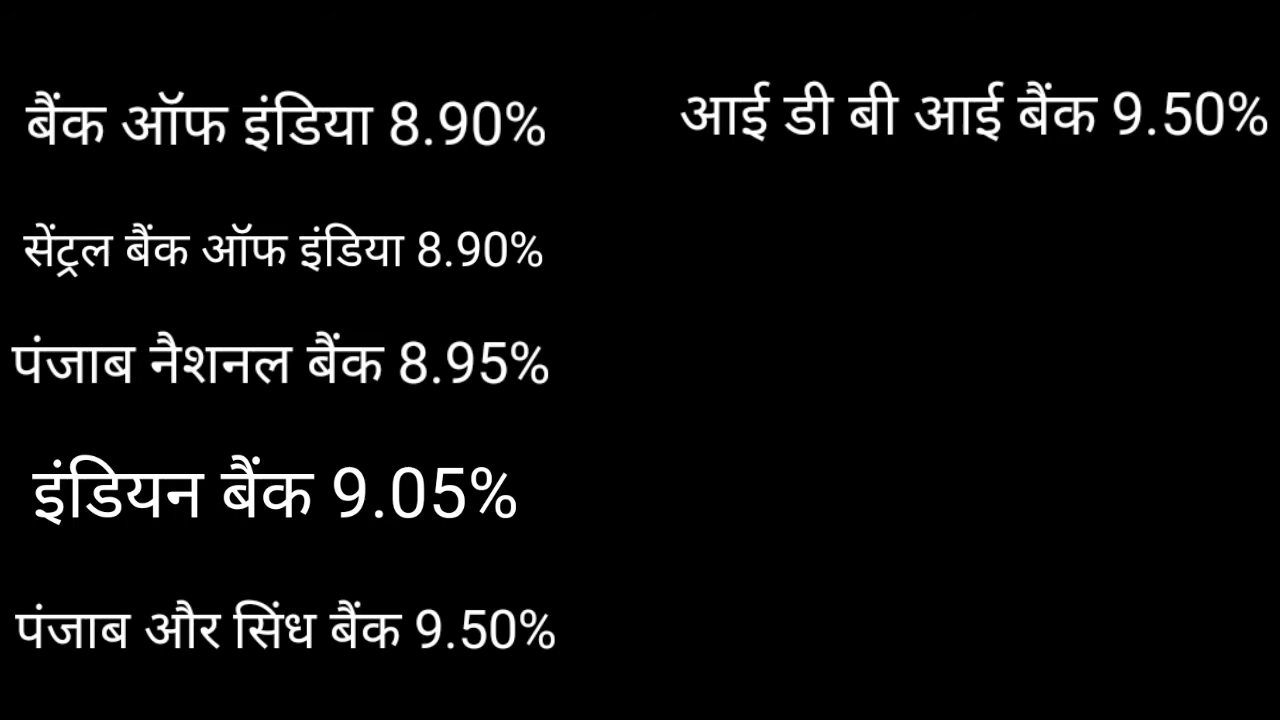 बैंक ऑफ इंडिया 8.90%
सेंट्रल बैंक ऑफ इंडिया 8.90%
पंजाब नैशनल बैंक 8.95%
इंडियन बैंक 9.05%
पंजाब और सिंध बैंक 9.50%
आई डी बी आई बैंक 9.50%